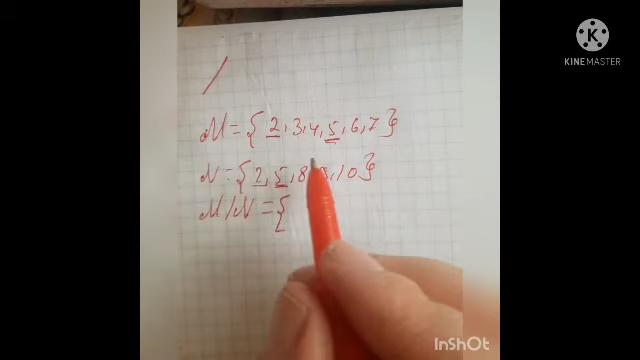 KINEMASTER
/
M = { 2, 3, 4, 5, 6, 7 }
N = { 2, 5, 8, , 10 }
M / N = {
InShOt